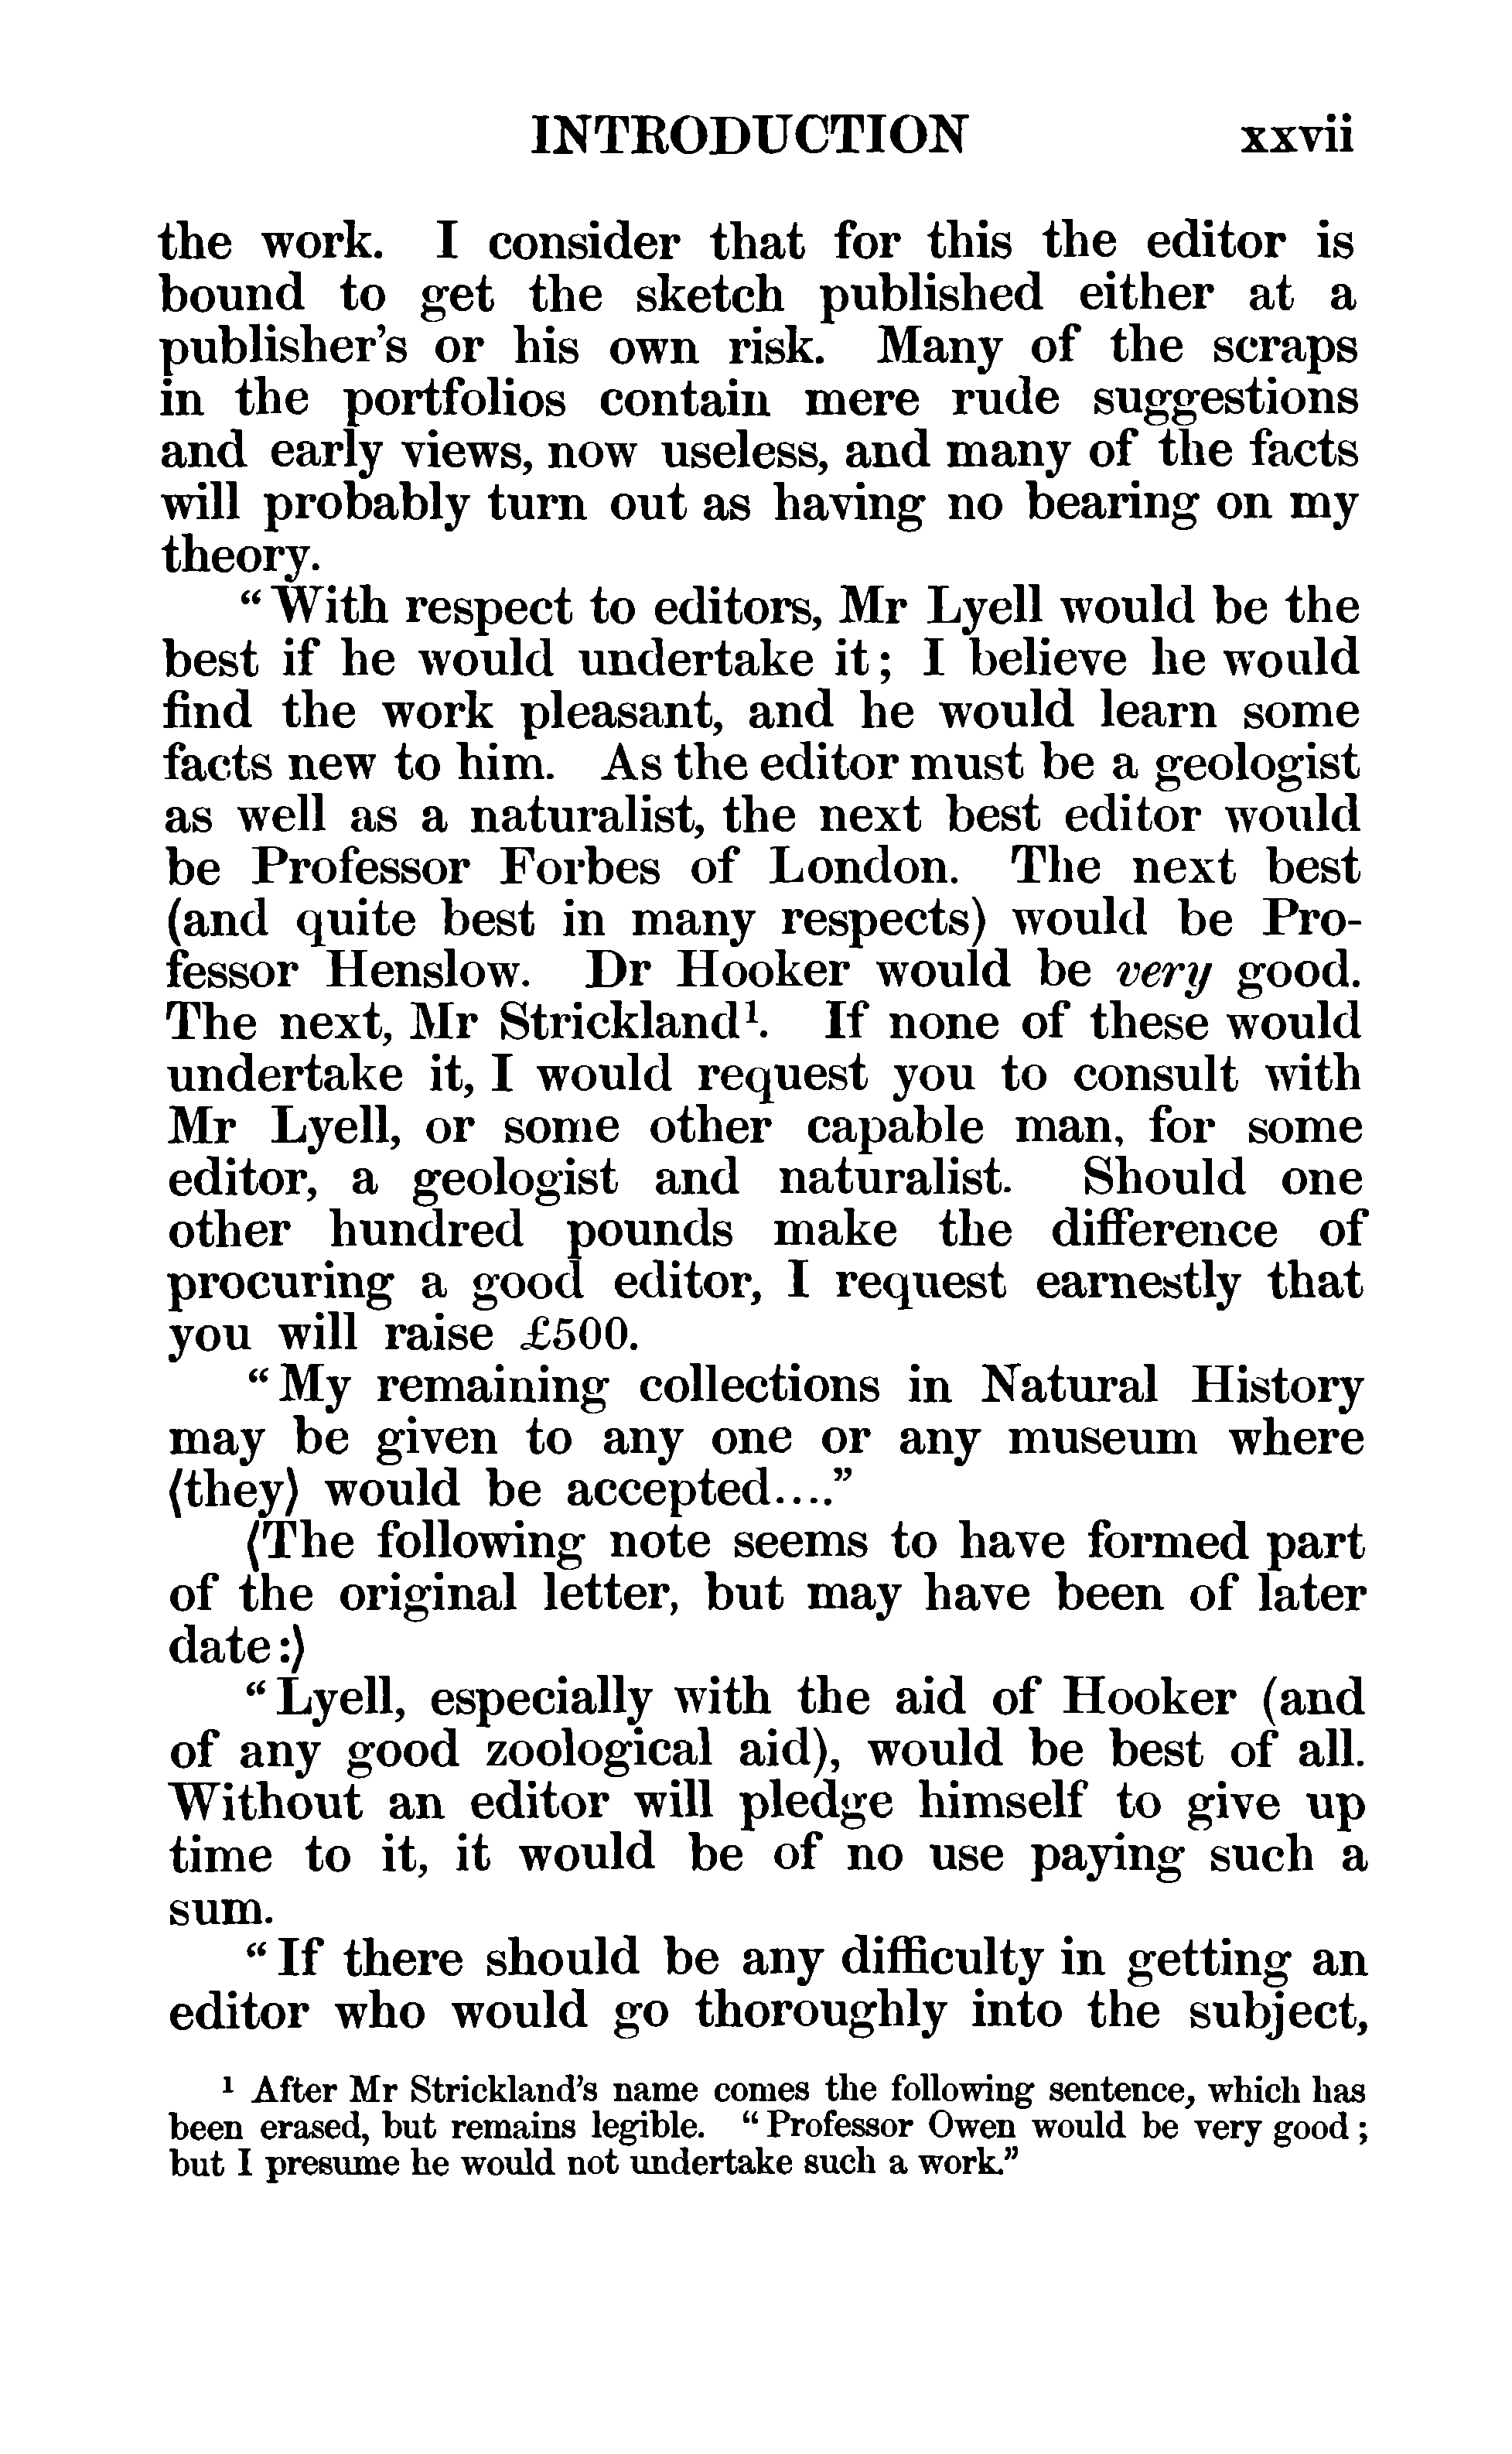 INTRODUCTION xxvii
the work. I consider that for this the editor is
bound to get the sketch published either at a
publisher's or his own risk. Many of the scraps
in the portfolios contain mere rude suggestions
and early views, now useless, and many of the facts
will probably turn out as having no bearing on my
theory.
“With respect to editors, Mr Lyell would be the
best if he would undertake it; I believe he would
find the work pleasant, and he would learn some
facts new to him. As the editor must be a geologist
as well as a naturalist, the next best editor would
be Professor Forbes of London. The next best
(and quite best in many respects) would be Pro-
fessor Henslow. Dr Hooker would be very good.
The next, Mr Strickland¹. If none of these would
undertake it, I would request you to consult with
Mr Lyell, or some other capable man, for some
editor, a geologist and naturalist. Should one
other hundred pounds make the difference of
procuring a good editor, I request earnestly that
you will raise £500.
“My remaining collections in Natural History
may be given to any one or any museum where
⟨they⟩ would be accepted....”
⟨The following note seems to have formed part
of the original letter, but may have been of later
date:⟩
“Lyell, especially with the aid of Hooker (and
of any good zoological aid), would be best of all.
Without an editor will pledge himself to give up
time to it, it would be of no use paying such a
sum.
“If there should be any difficulty in getting an
editor who would go thoroughly into the subject,
¹ After Mr Strickland's name comes the following sentence, which has
been erased, but remains legible. “Professor Owen would be very good;
but I presume he would not undertake such a work.”